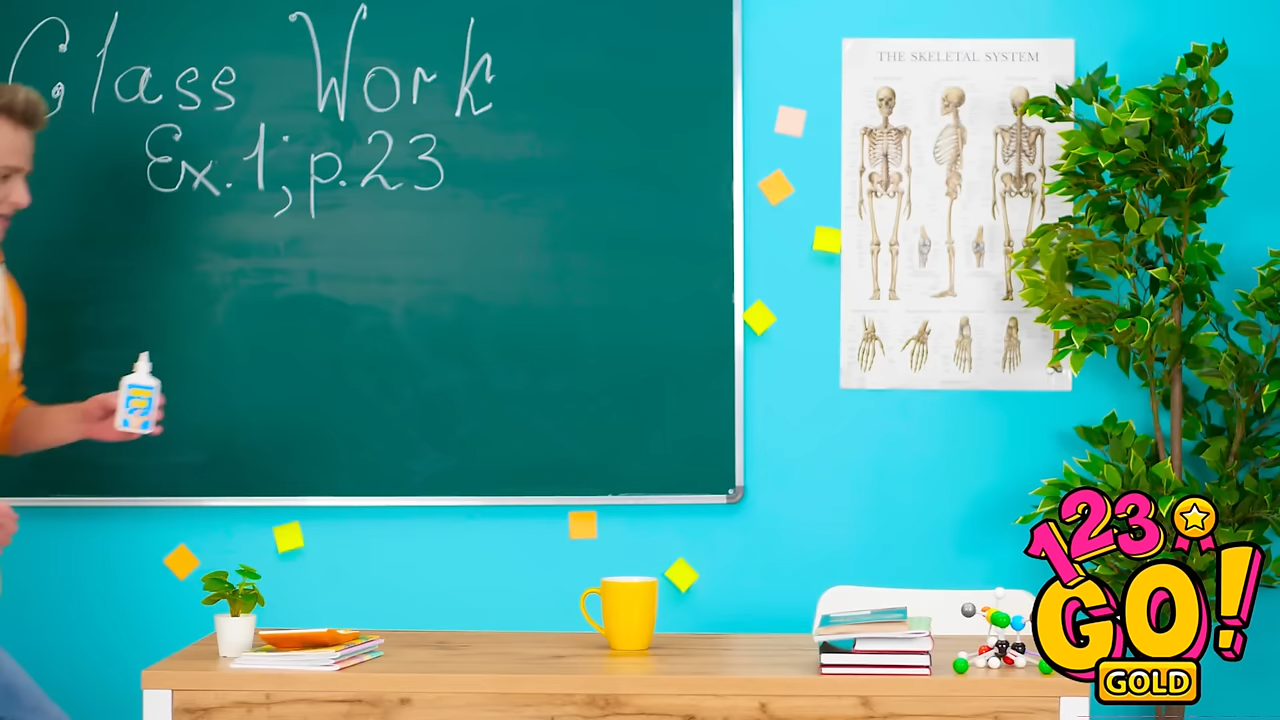 Class Work
Ex. 1; p. 23
THE SKELETAL SYSTEM
123
GO!
GOLD